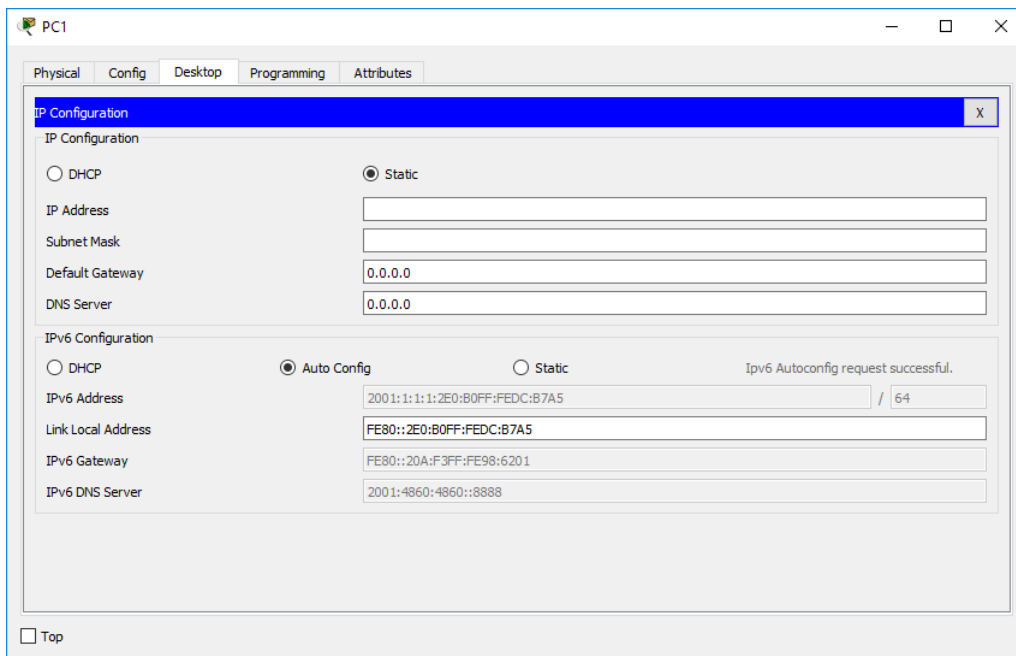 PC1
Physical Config Desktop Programming Attributes
IP Configuration X
IP Configuration
DHCP Static
IP Address
Subnet Mask
Default Gateway 0.0.0.0
DNS Server 0.0.0.0
IPv6 Configuration
DHCP Auto Config Static Ipv6 Autoconfig request successful.
IPv6 Address 2001:1:1:1:2E0:B0FF:FEDC:B7A5 / 64
Link Local Address FE80::2E0:B0FF:FEDC:B7A5
IPv6 Gateway FE80::20A:F3FF:FE98:6201
IPv6 DNS Server 2001:4860:4860::8888
Top